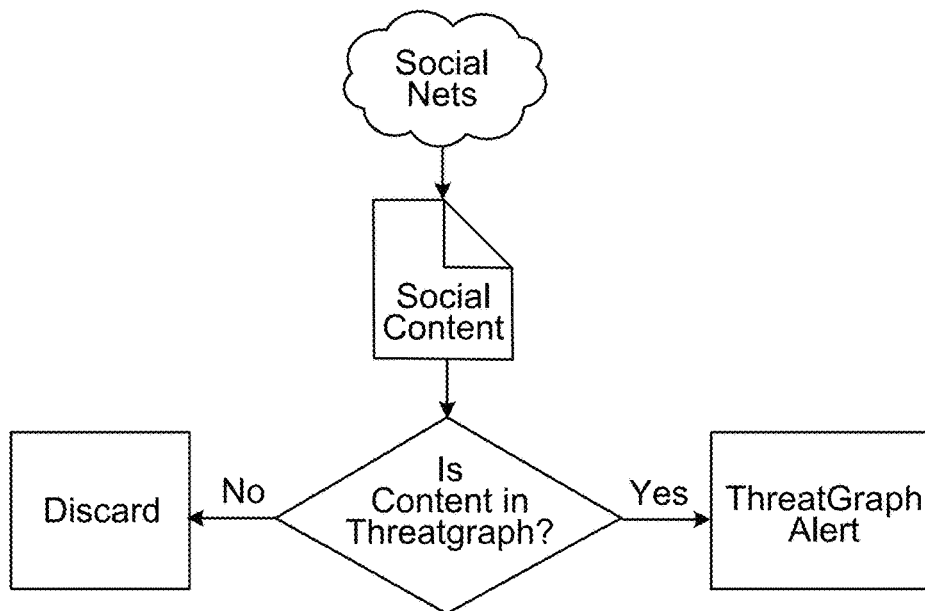 Social
Nets
Social
Content
Is
Content in
Threatgraph?
No
Yes
Discard
ThreatGraph
Alert